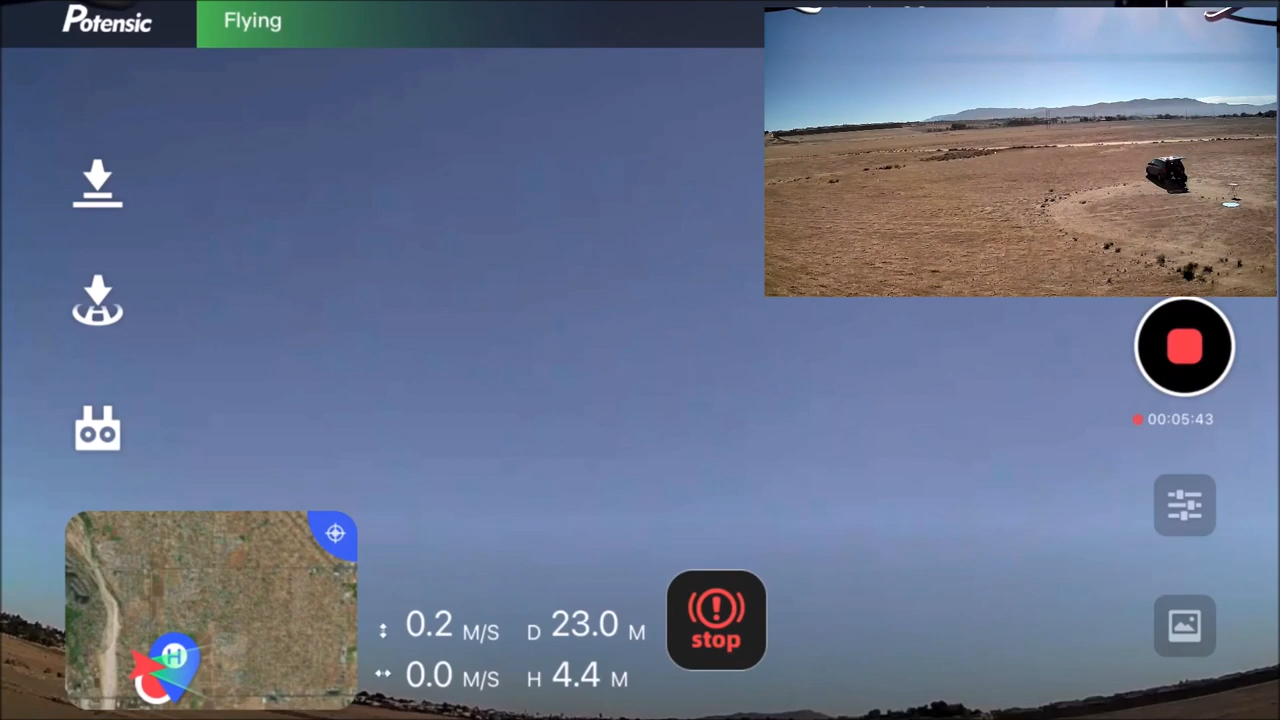 Potensic
Flying
00:05:43
H
0.2 M/S D 23.0 M
0.0 M/S H 4.4 M
stop